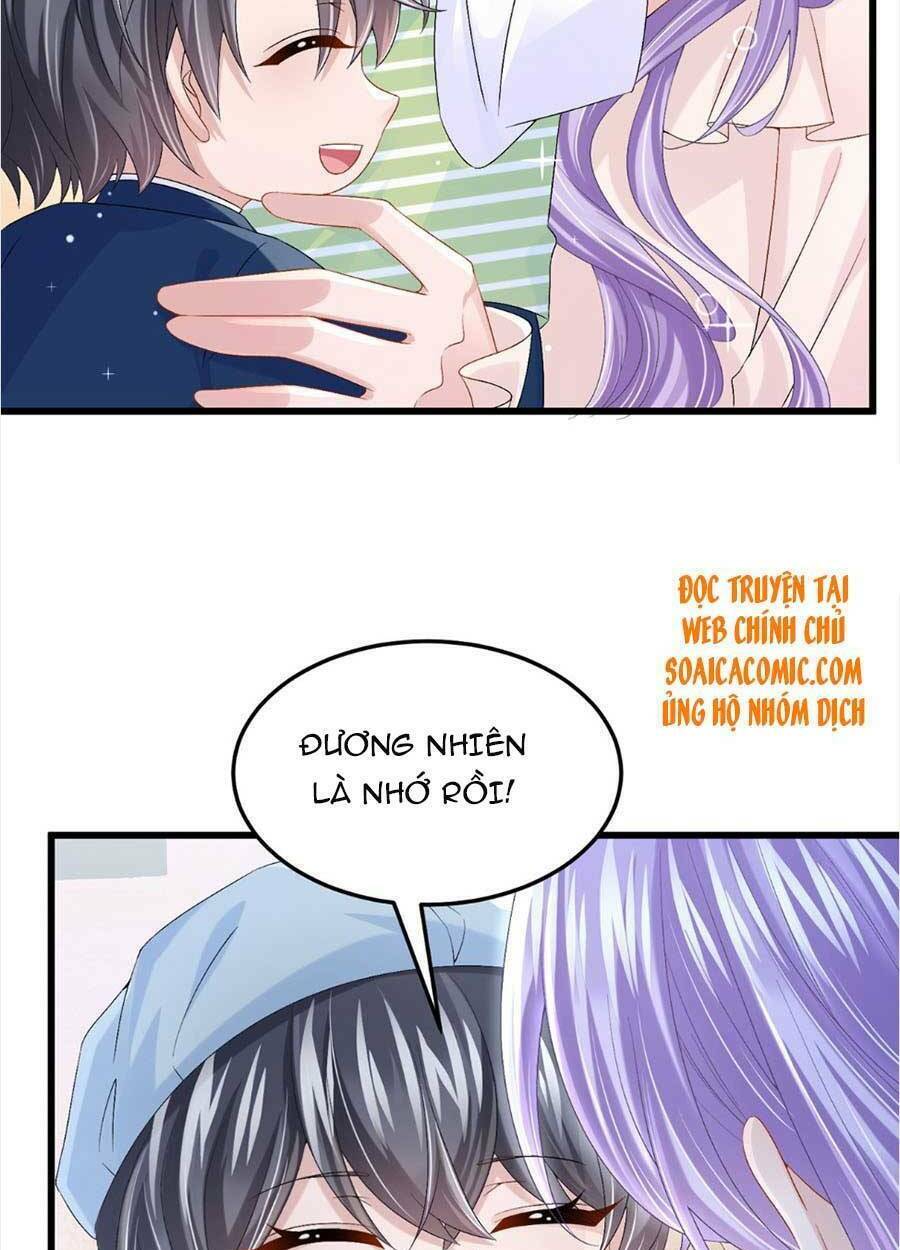 ĐỌC TRUYỆN TẠI
WEB CHÍNH CHỦ
SOAICACOMIC.COM
ỦNG HỘ NHÓM DỊCH
ĐƯƠNG NHIÊN
LÀ NHỚ RỒI!